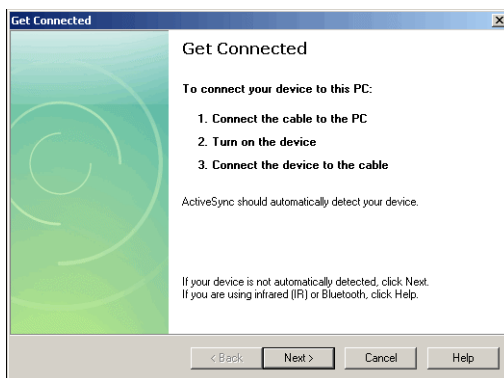 Get Connected
Get Connected
To connect your device to this PC:
1. Connect the cable to the PC
2. Turn on the device
3. Connect the device to the cable
ActiveSync should automatically detect your device.
If your device is not automatically detected, click Next.
If you are using infrared (IR) or Bluetooth, click Help.
< Back Next > Cancel Help